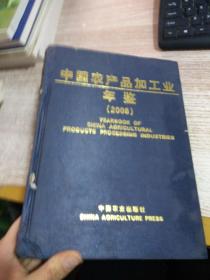 中国农产品加工业
年鉴
(2008)
YEARBOOK OF
CHINA AGRICULTURAL
PRODUCTS PROCESSING INDUSTRIES
中国农业出版社
CHINA AGRICULTURE PRESS